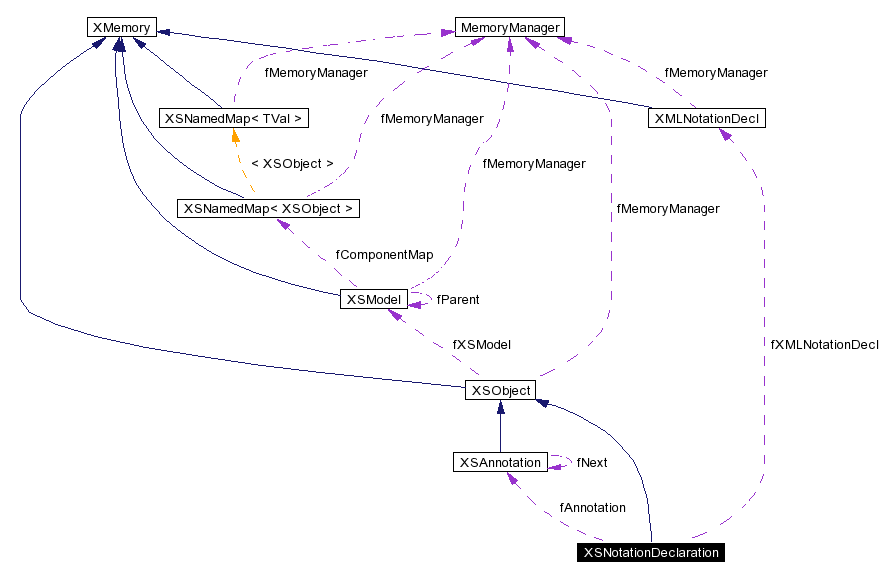 XMemory
MemoryManager
fMemoryManager
fMemoryManager
XSNamedMap< TVal >
fMemoryManager
XMLNotationDecl
< XSObject >
fMemoryManager
XSNamedMap< XSObject >
fMemoryManager
fComponentMap
XSModel
fParent
fXSModel
fXMLNotationDecl
XSObject
XSAnnotation
fNext
fAnnotation
XSNotationDeclaration